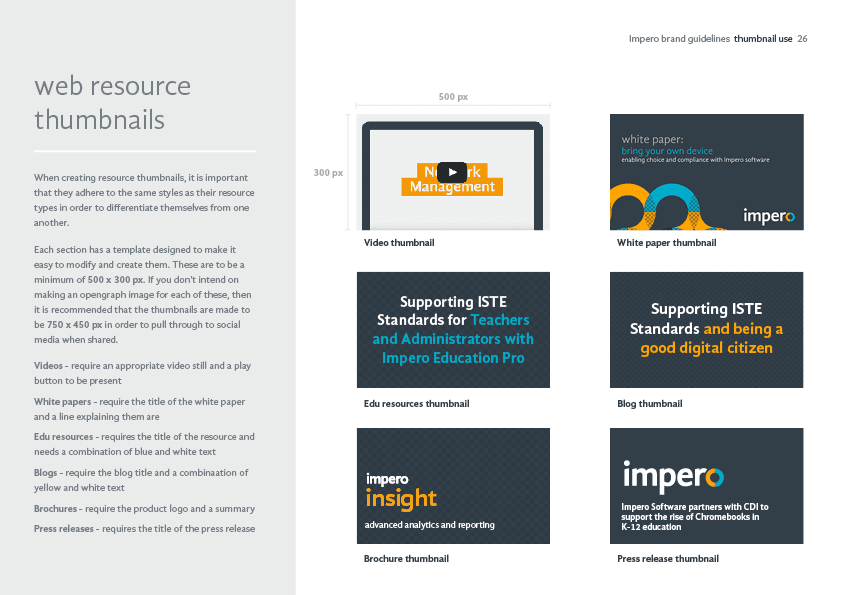 Impero brand guidelines thumbnail use 26
web resource
thumbnails
When creating resource thumbnails, it is important
that they adhere to the same styles as their resource
types in order to differentiate themselves from one
another.
Each section has a template designed to make it
easy to modify and create them. These are to be a
minimum of 500 x 300 px. If you don't intend on
making an opengraph image for each of these, then
it is recommended that the thumbnails are made to
be 750 x 450 px in order to pull through to social
media when shared.
Videos - require an appropriate video still and a play
button to be present
White papers - require the title of the white paper
and a line explaining them are
Edu resources - requires the title of the resource and
needs a combination of blue and white text
Blogs - require the blog title and a combinaation of
yellow and white text
Brochures - require the product logo and a summary
Press releases - requires the title of the press release
500 px
300 px
Management
Video thumbnail
white paper:
bring your own device
enabling choice and compliance with Impero software
impero
White paper thumbnail
Supporting ISTE
Standards for Teachers
and Administrators with
Impero Education Pro
Edu resources thumbnail
Supporting ISTE
Standards and being a
good digital citizen
Blog thumbnail
impero
insight
advanced analytics and reporting
Brochure thumbnail
impero
Impero Software partners with CDI to
support the rise of Chromebooks in
K-12 education
Press release thumbnail